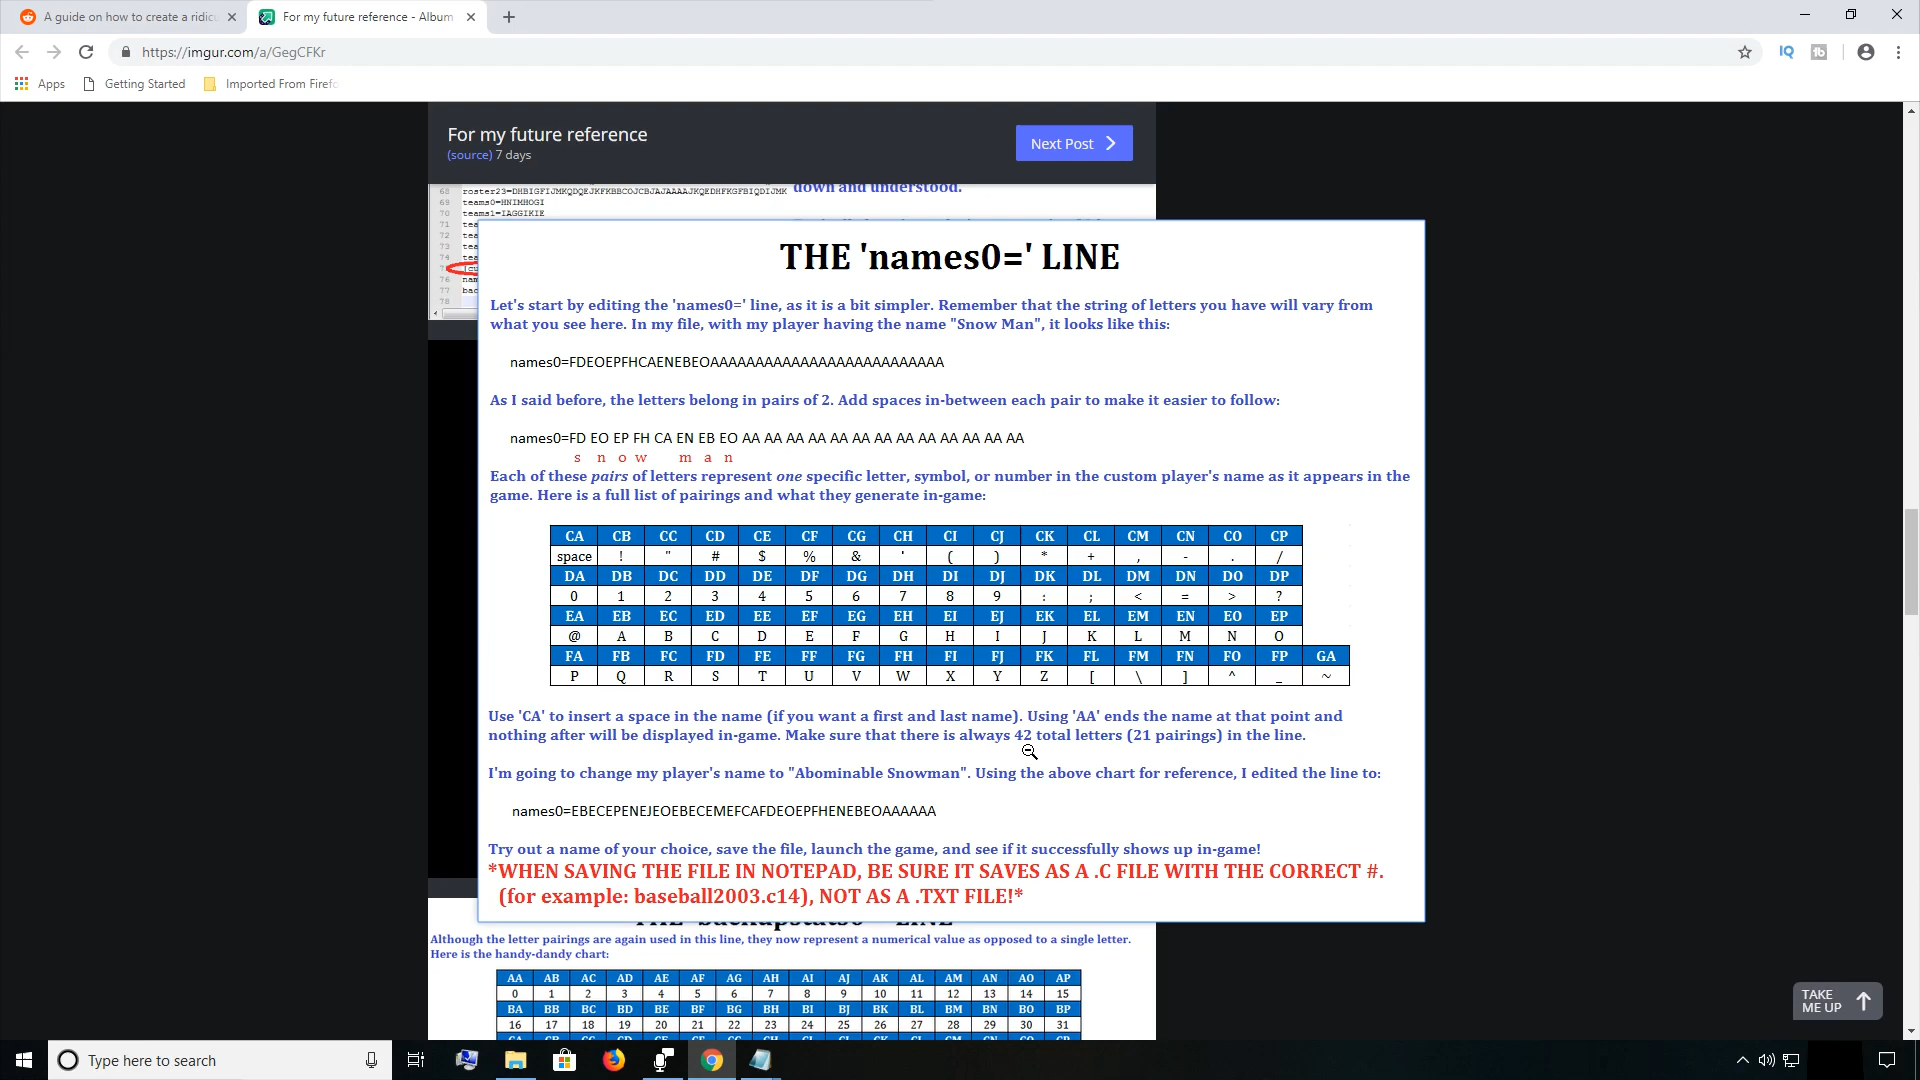 A guide on how to create a ridic
For my future reference - Album
https://imgur.com/a/GegCFKr
IQ
Apps
Getting Started
Imported From Firefo
For my future reference
(source) 7 days
Next Post
68 roster23=DHBIGFIJMKQDQEJKFKBBCOJCBJAJAAAAJKQEDHFKGFBIQDIJMK
69 teams0=HNIMHOGI
70 teams1=IAGGIKIE
71 tea
72 tea
73 tea
74 tea
76 nam
77 bac
78
down and understood.
THE 'names0=' LINE
Let's start by editing the 'names0=' line, as it is a bit simpler. Remember that the string of letters you have will vary from
what you see here. In my file, with my player having the name "Snow Man", it looks like this:
names0=FDEOEPFHCAENEBEOAAAAAAAAAAAAAAAAAAAAAAAAAA
As I said before, the letters belong in pairs of 2. Add spaces in-between each pair to make it easier to follow:
names0=FD EO EP FH CA EN EB EO AA AA AA AA AA AA AA AA AA AA AA AA AA
s n o w m a n
Each of these pairs of letters represent one specific letter, symbol, or number in the custom player's name as it appears in the
game. Here is a full list of pairings and what they generate in-game:
CA CB CC CD CE CF CG CH CI CJ CK CL CM CN CO CP
space ! " # $ % & ' ( ) * + , - . /
DA DB DC DD DE DF DG DH DI DJ DK DL DM DN DO DP
0 1 2 3 4 5 6 7 8 9 : ; < = > ?
EA EB EC ED EE EF EG EH EI EJ EK EL EM EN EO EP
@ A B C D E F G H I J K L M N O
FA FB FC FD FE FF FG FH FI FJ FK FL FM FN FO FP GA
P Q R S T U V W X Y Z [ \ ] ^ _ ~
Use 'CA' to insert a space in the name (if you want a first and last name). Using 'AA' ends the name at that point and
nothing after will be displayed in-game. Make sure that there is always 42 total letters (21 pairings) in the line.
I'm going to change my player's name to "Abominable Snowman". Using the above chart for reference, I edited the line to:
names0=EBECEPENEJEOEBECEMEFCAFDEOEPFHENEBEOAAAAAA
Try out a name of your choice, save the file, launch the game, and see if it successfully shows up in-game!
*WHEN SAVING THE FILE IN NOTEPAD, BE SURE IT SAVES AS A .C FILE WITH THE CORRECT #.
(for example: baseball2003.c14), NOT AS A .TXT FILE!*
THE 'backupstats0=' LINE
Although the letter pairings are again used in this line, they now represent a numerical value as opposed to a single letter.
Here is the handy-dandy chart:
AA AB AC AD AE AF AG AH AI AJ AK AL AM AN AO AP
0 1 2 3 4 5 6 7 8 9 10 11 12 13 14 15
BA BB BC BD BE BF BG BH BI BJ BK BL BM BN BO BP
16 17 18 19 20 21 22 23 24 25 26 27 28 29 30 31
TAKE
ME UP
Type here to search